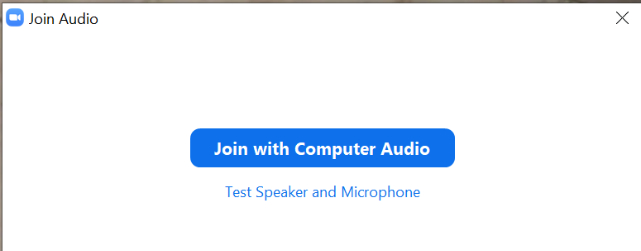 Join Audio
Join with Computer Audio
Test Speaker and Microphone